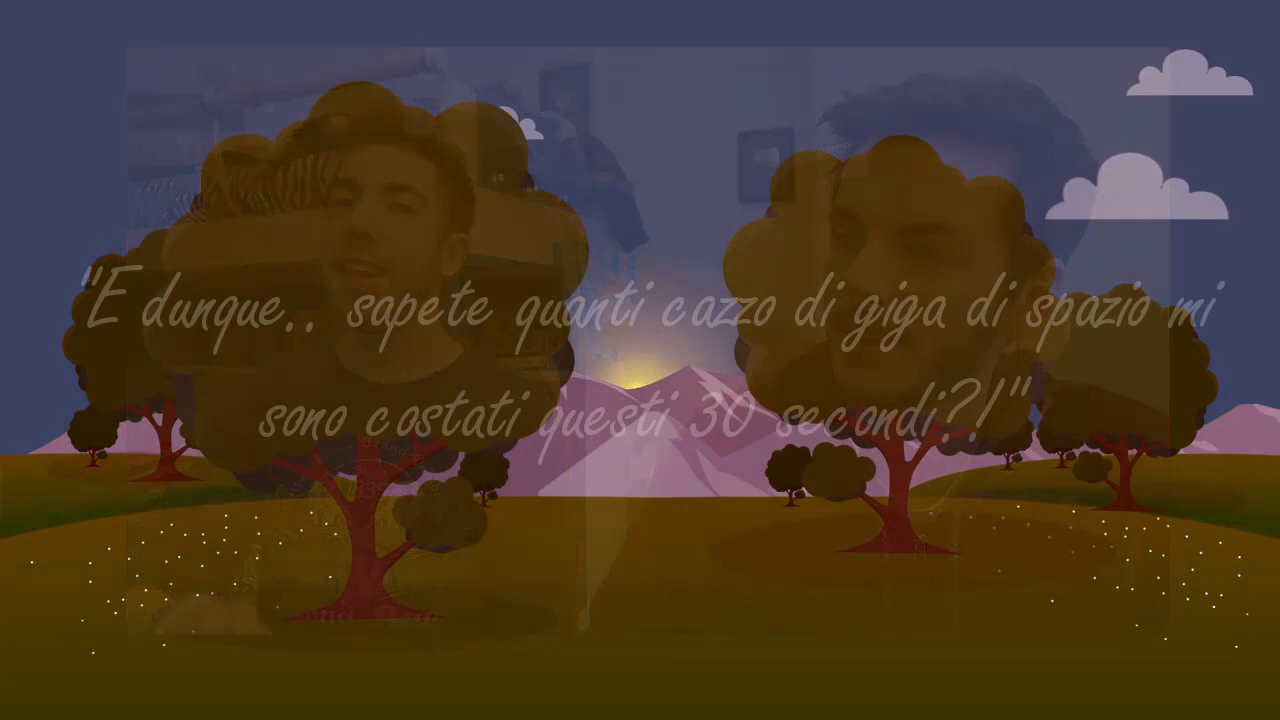 "E dunque.. sapete quanti cazzo di giga di spazio mi
sono costati questi 30 secondi?!"